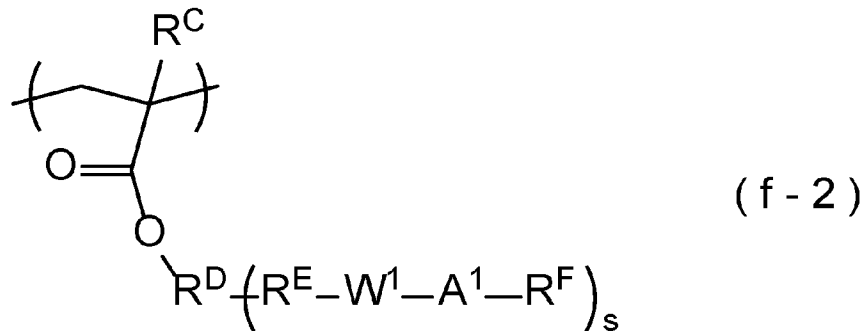 R^C
O
O
( f - 2 )
R^D–(R^E–W^1–A^1–R^F)_s